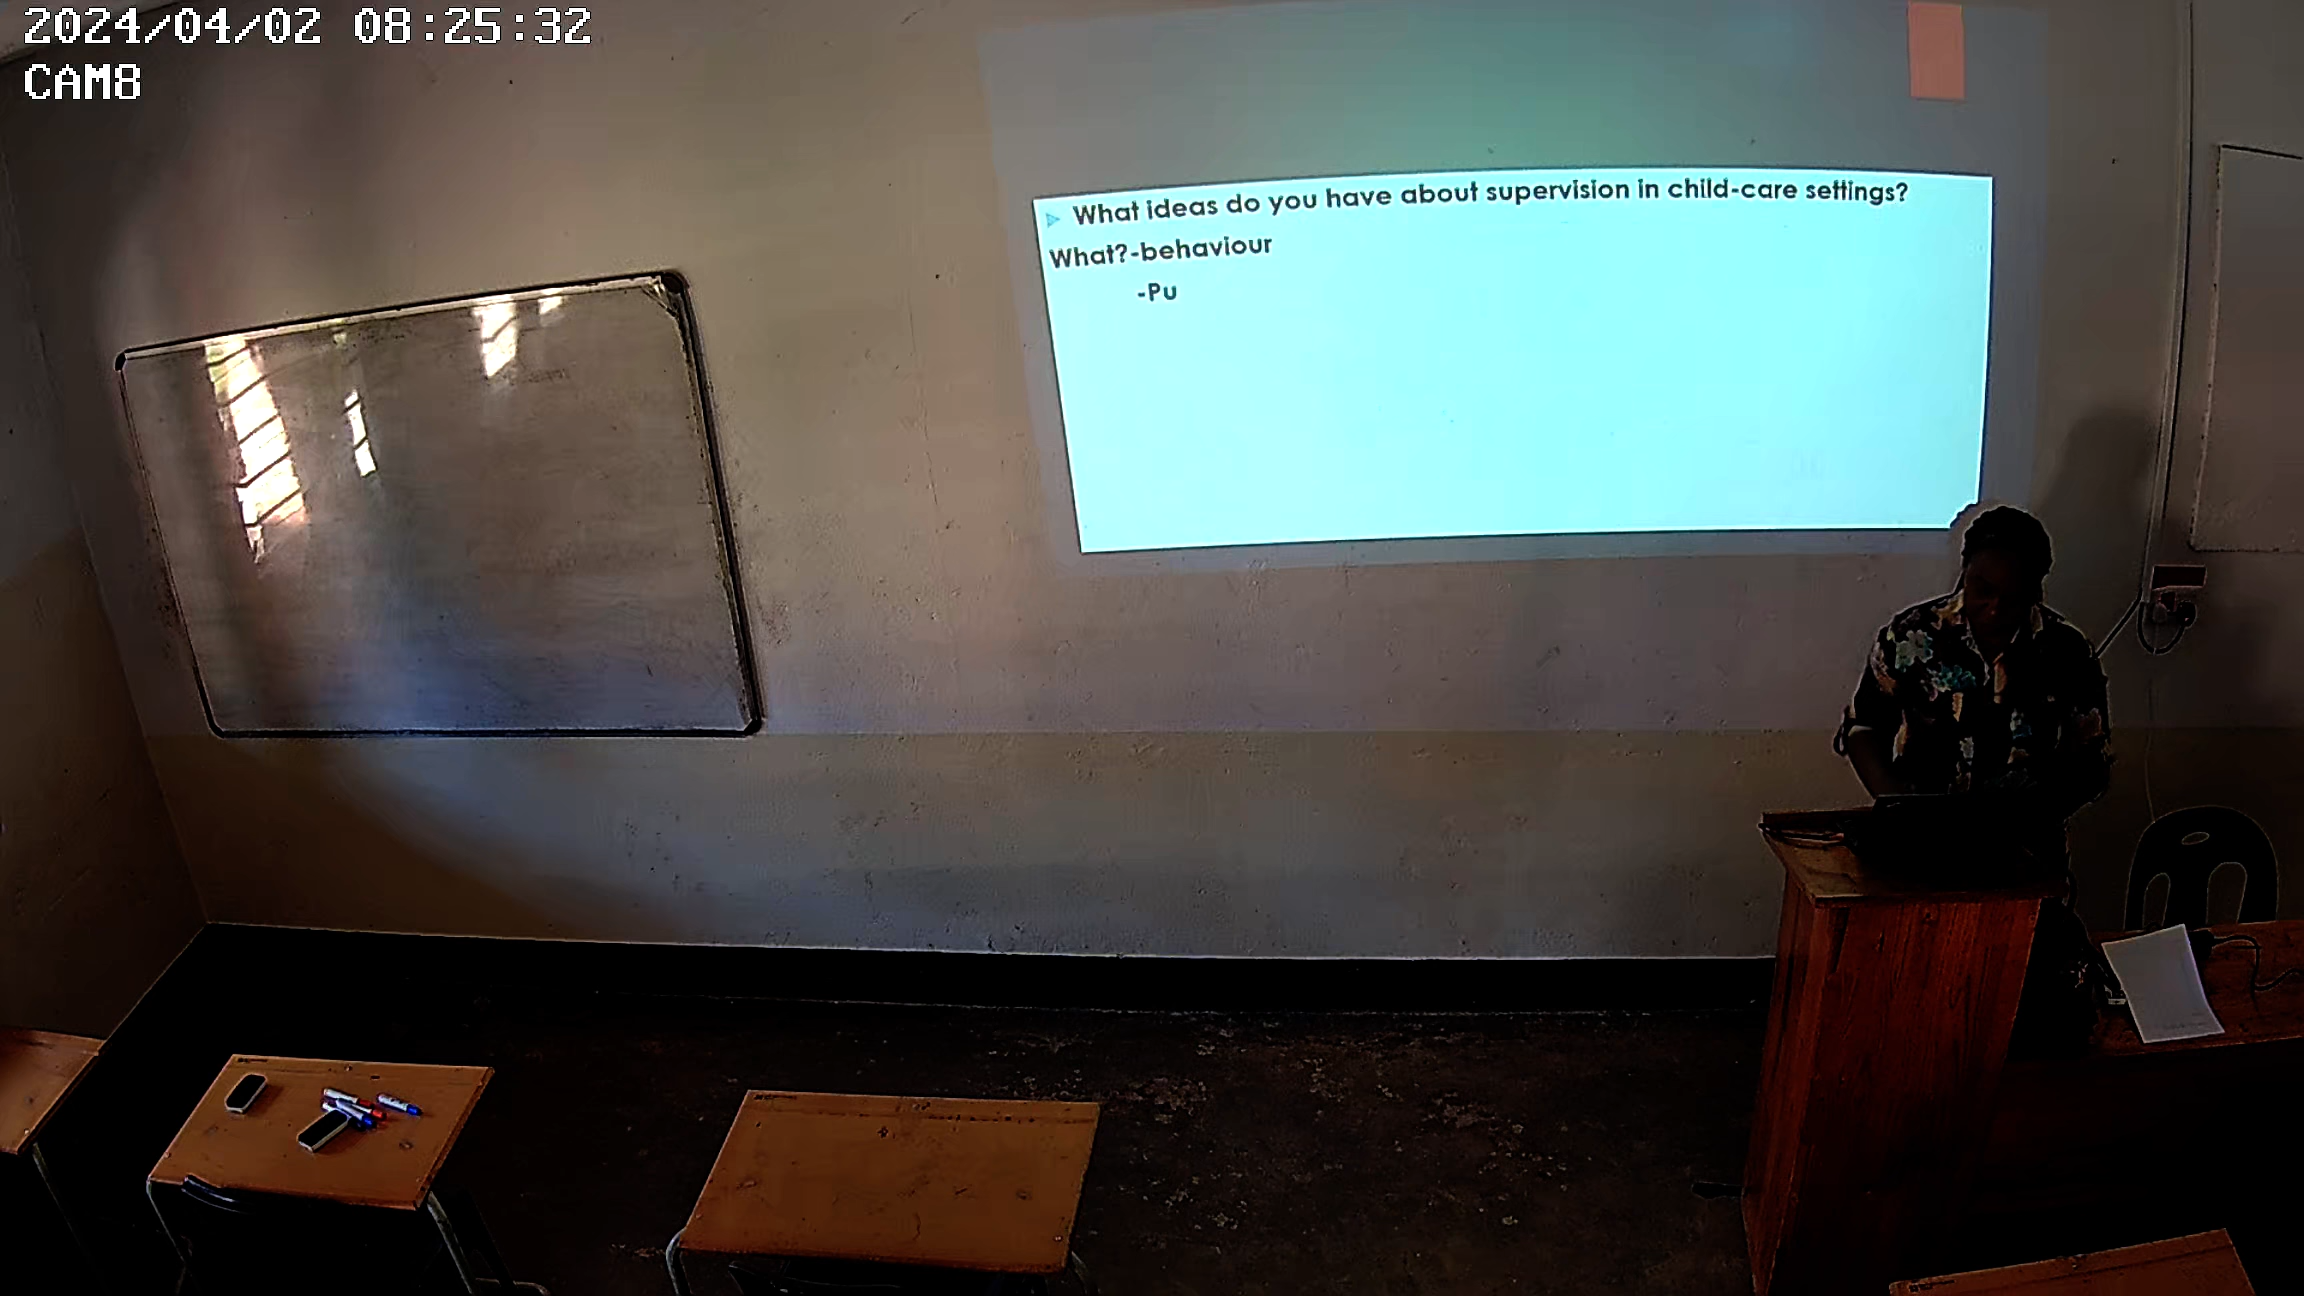 2024/04/02 08:25:32
CAM8
What ideas do you have about supervision in child-care settings?
What?-behaviour
-Pu